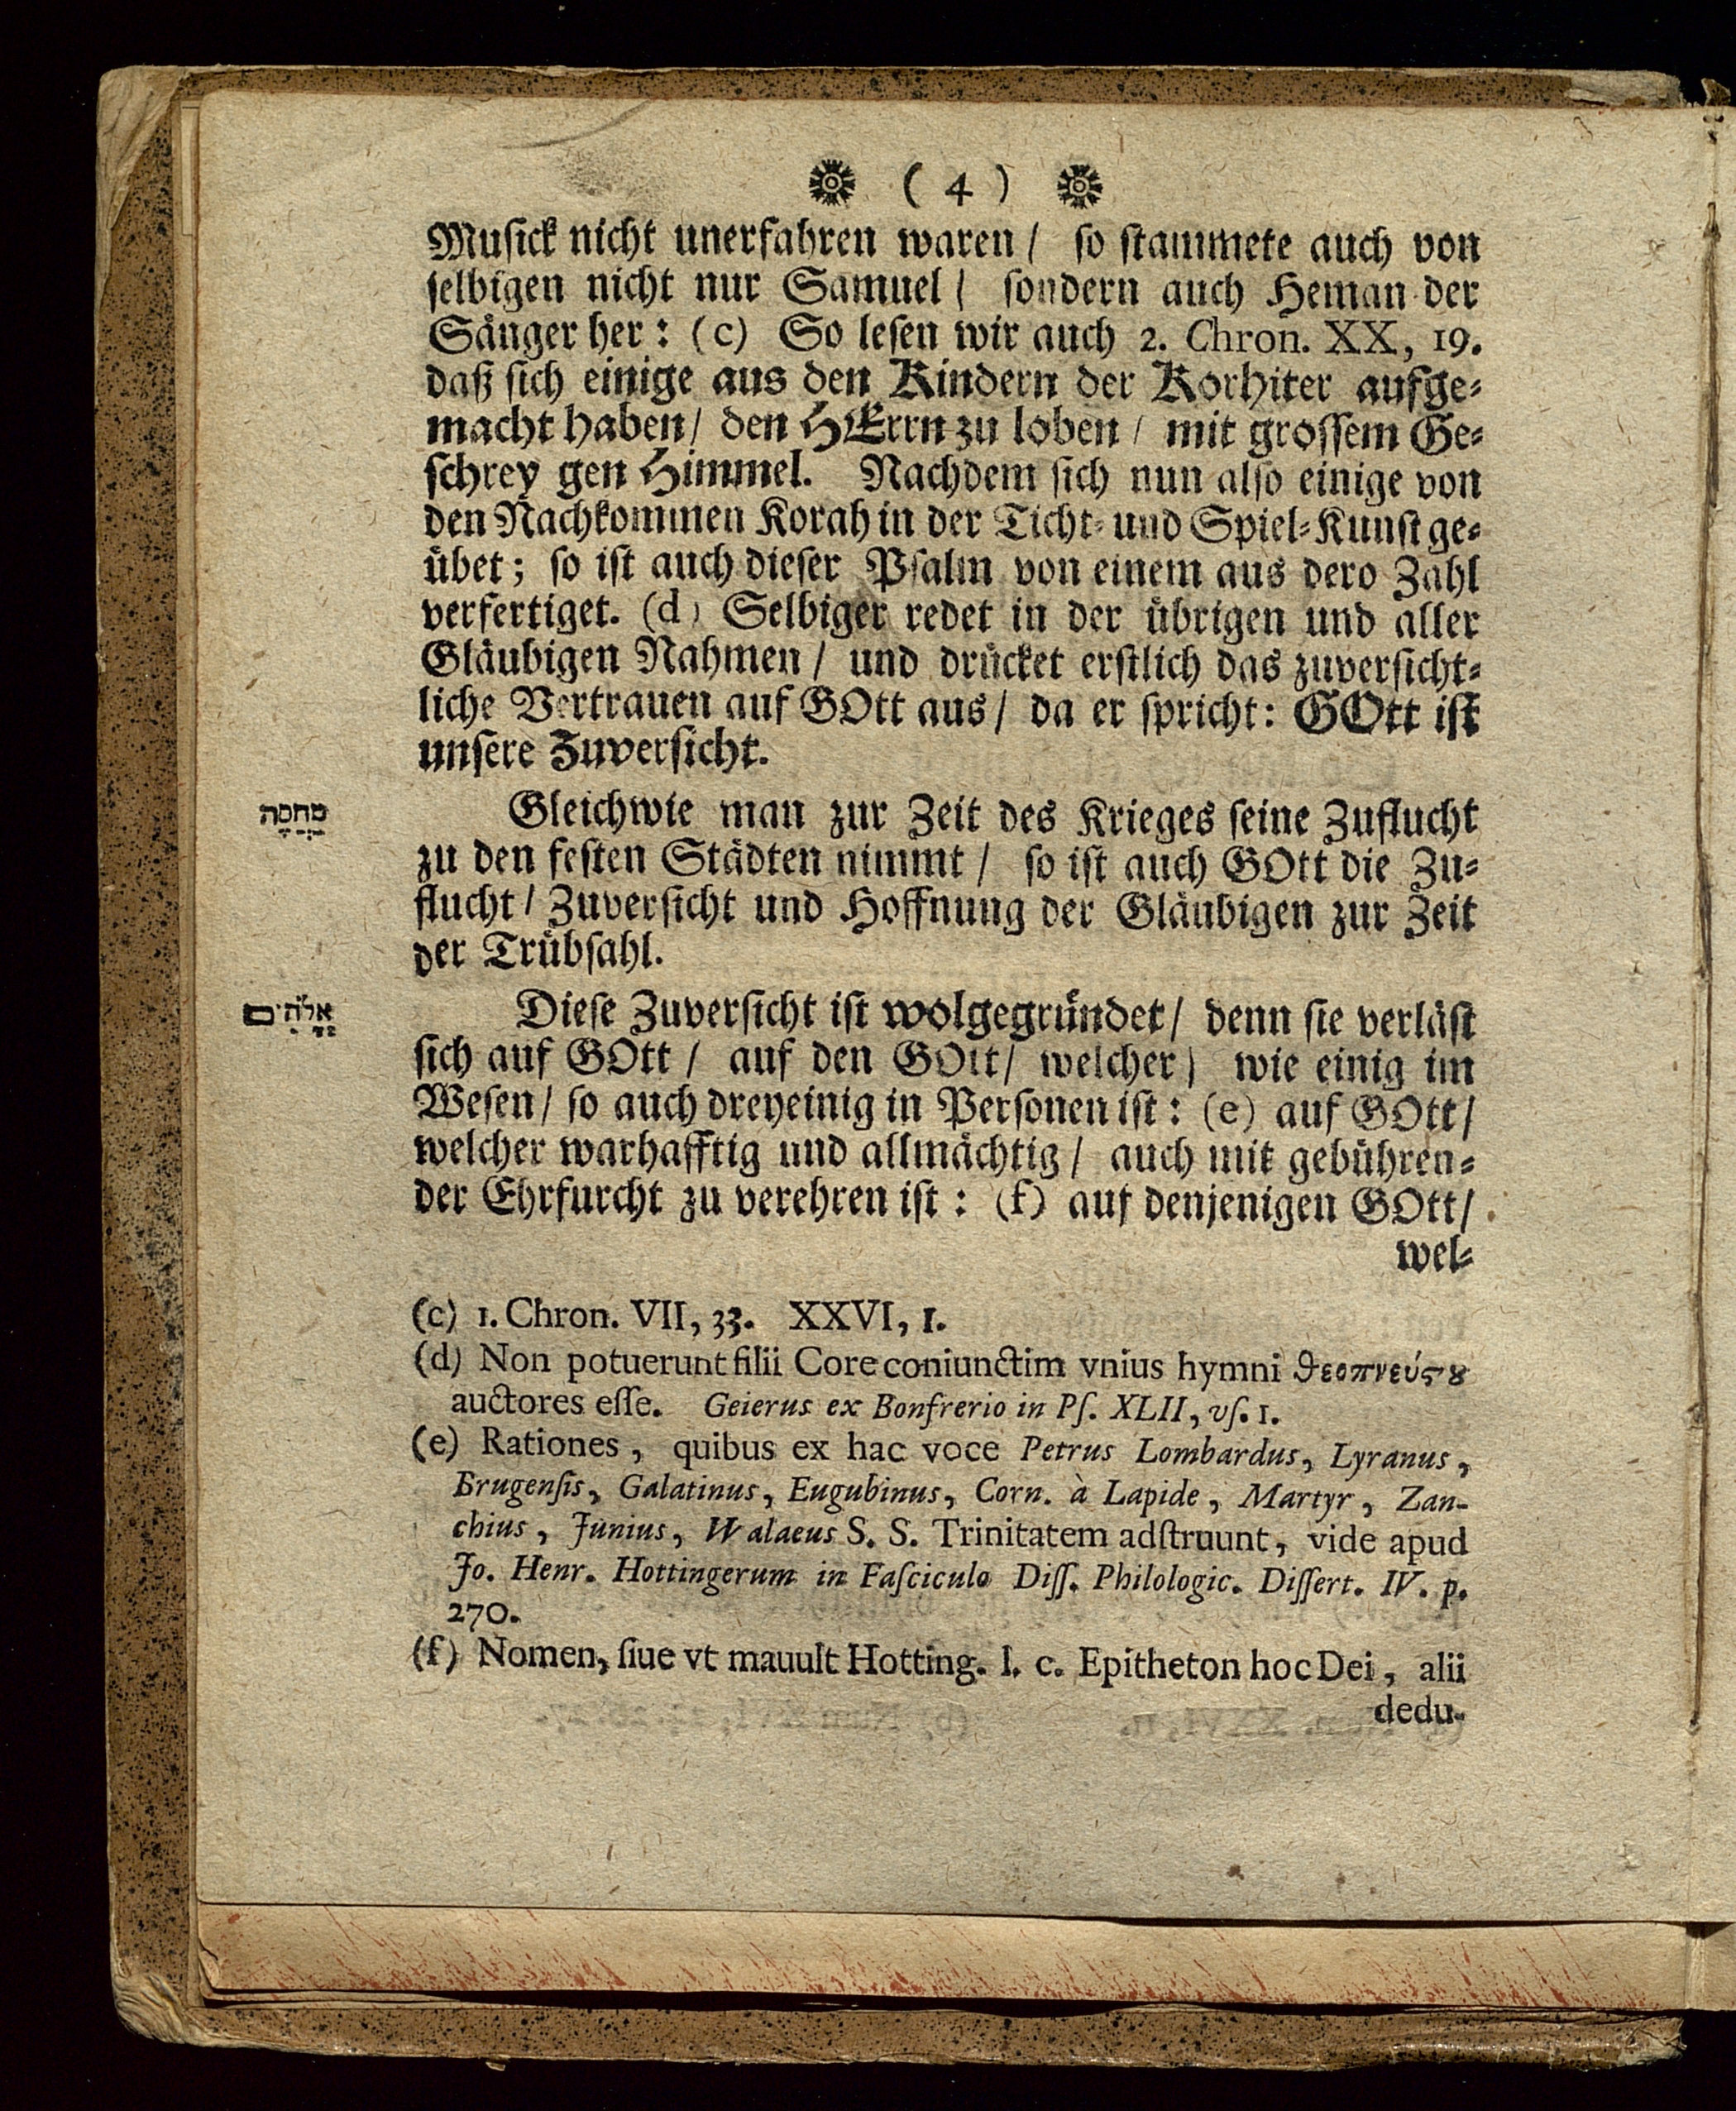 ( 4 )
Musick nicht unerfahren waren / so stammete auch von
selbigen nicht nur Samuel / sondern auch Heman der
Sänger her: (c) So lesen wir auch 2. Chron. XX, 19.
daß sich einige aus den Kindern der Korhiter aufge-
macht haben / den HErrn zu loben / mit grossem Ge-
schrey gen Himmel. Nachdem sich nun also einige von
den Nachkommen Korah in der Ticht- und Spiel-Kunst ge-
übet; so ist auch dieser Psalm von einem aus dero Zahl
verfertiget. (d) Selbiger redet in der übrigen und aller
Gläubigen Nahmen / und drücket erstlich das zuversicht-
liche Vertrauen auf GOtt aus / da er spricht: GOtt ist
unsere Zuversicht.
מַחֲסֶה
Gleichwie man zur Zeit des Krieges seine Zuflucht
zu den festen Städten nimmt / so ist auch GOtt die Zu-
flucht / Zuversicht und Hoffnung der Gläubigen zur Zeit
der Trübsahl.
אֱלֹהִים
Diese Zuversicht ist wolgegründet / denn sie verläst
sich auf GOtt / auf den GOtt / welcher / wie einig im
Wesen / so auch dreyeinig in Personen ist: (e) auf GOtt /
welcher warhafftig und allmächtig / auch mit gebühren-
der Ehrfurcht zu verehren ist: (f) auf denjenigen GOtt /
wel-
(c) 1. Chron. VII, 33. XXVI, 1.
(d) Non potuerunt filii Core coniunctim vnius hymni θεοπνεύϛȣ
auctores esse. Geierus ex Bonfrerio in Ps. XLII, vs. 1.
(e) Rationes, quibus ex hac voce Petrus Lombardus, Lyranus,
Brugensis, Galatinus, Eugubinus, Corn. à Lapide, Martyr, Zan-
chius, Junius, Walaeus S. S. Trinitatem adstruunt, vide apud
Jo. Henr. Hottingerum in Fasciculo Diss. Philologic. Dissert. IV. p.
270.
(f) Nomen, siue vt mauult Hotting. l. c. Epitheton hoc Dei, alii
dedu-